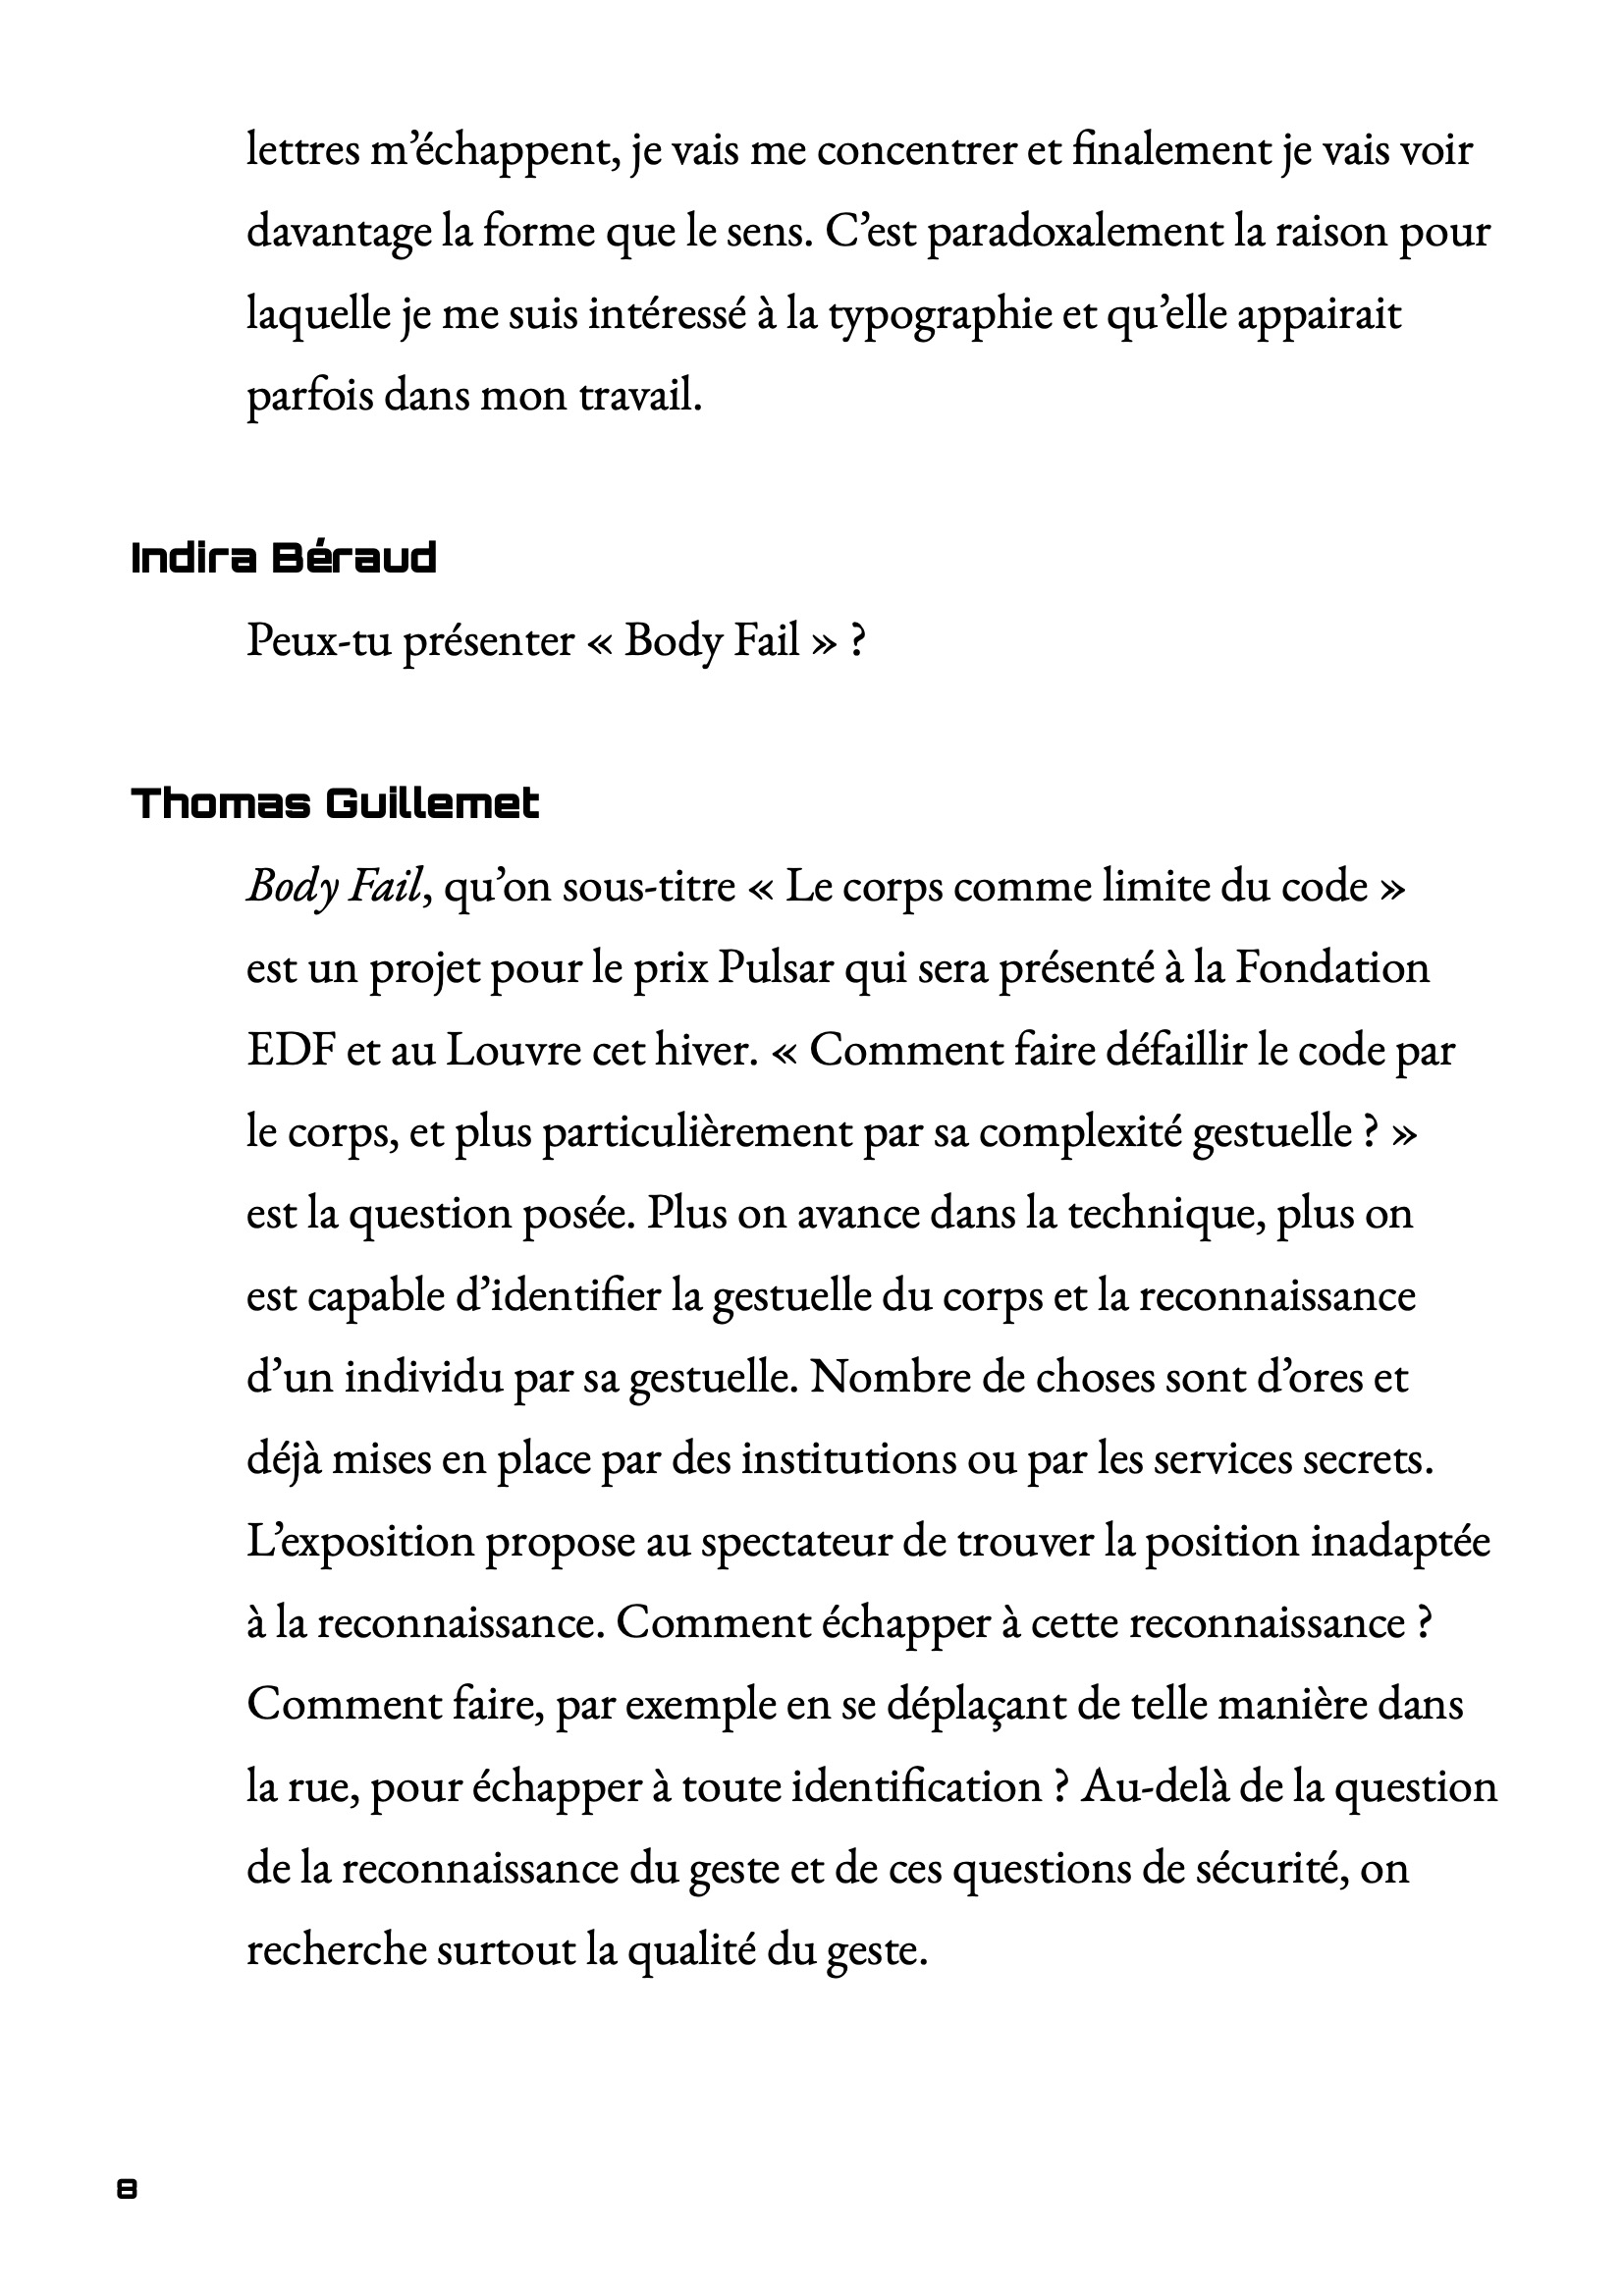 lettres m’échappent, je vais me concentrer et finalement je vais voir
davantage la forme que le sens. C’est paradoxalement la raison pour
laquelle je me suis intéressé à la typographie et qu’elle appairait
parfois dans mon travail.
Indira Béraud
Peux-tu présenter « Body Fail » ?
Thomas Guillemet
Body Fail, qu’on sous-titre « Le corps comme limite du code »
est un projet pour le prix Pulsar qui sera présenté à la Fondation
EDF et au Louvre cet hiver. « Comment faire défaillir le code par
le corps, et plus particulièrement par sa complexité gestuelle ? »
est la question posée. Plus on avance dans la technique, plus on
est capable d’identifier la gestuelle du corps et la reconnaissance
d’un individu par sa gestuelle. Nombre de choses sont d’ores et
déjà mises en place par des institutions ou par les services secrets.
L’exposition propose au spectateur de trouver la position inadaptée
à la reconnaissance. Comment échapper à cette reconnaissance ?
Comment faire, par exemple en se déplaçant de telle manière dans
la rue, pour échapper à toute identification ? Au-delà de la question
de la reconnaissance du geste et de ces questions de sécurité, on
recherche surtout la qualité du geste.
8